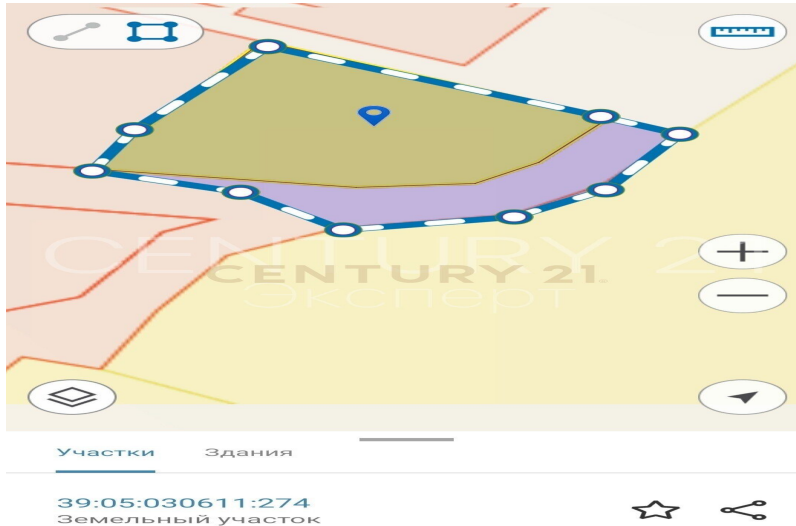 CENTURY 21
CENTURY 21.
Эксперт
Участки
Здания
39:05:030611:274
Земельный участок